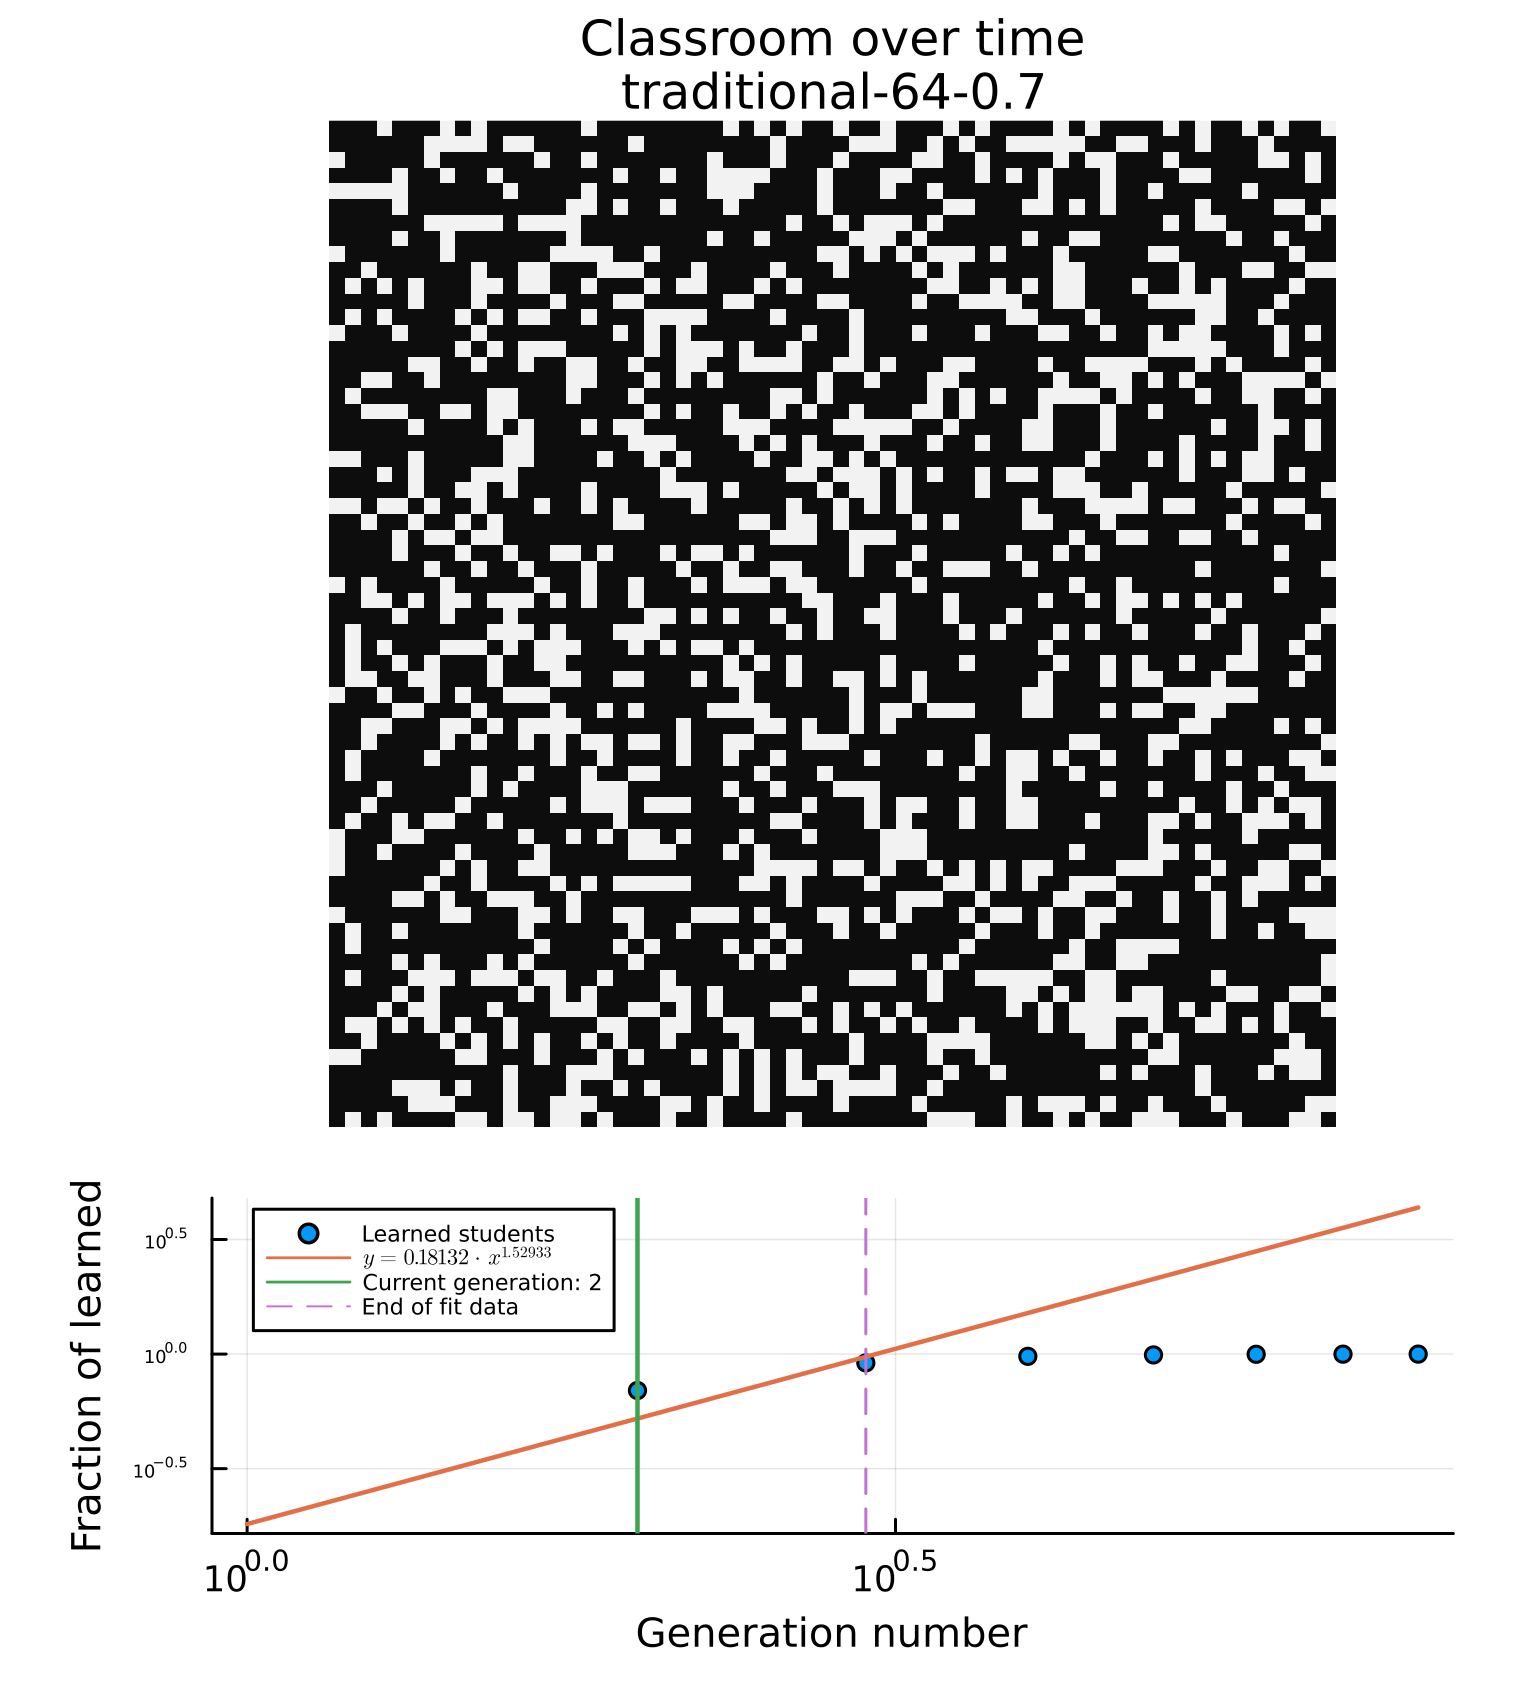 Classroom over time
traditional-64-0.7
Fraction of learned
10^0.5
10^0.0
10^−0.5
Learned students
y = 0.18132 · x^1.52933
Current generation: 2
End of fit data
10^0.0
10^0.5
Generation number